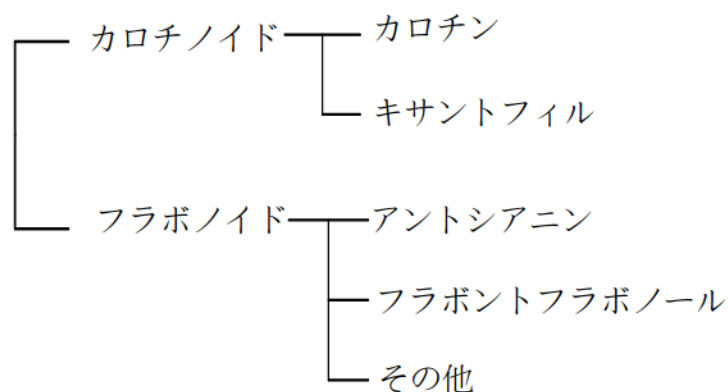 カロチノイド
カロチン
キサントフィル
フラボノイド
アントシアニン
フラボントフラボノール
その他